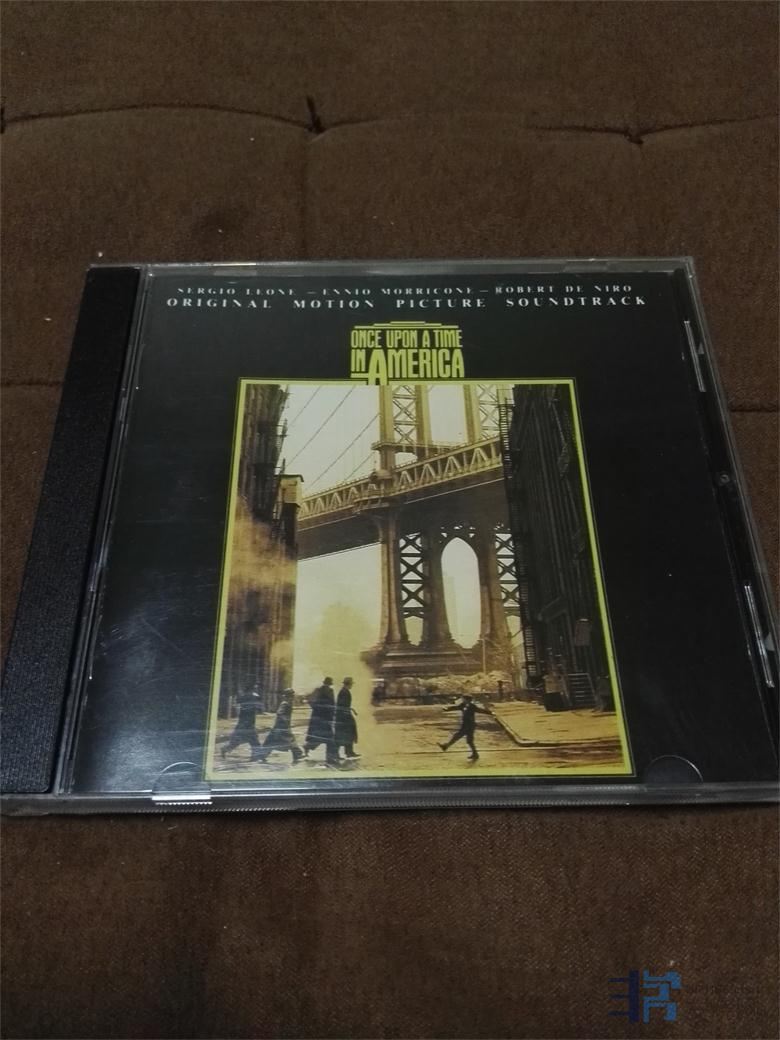 SERGIO LEONE – ENNIO MORRICONE – ROBERT DE NIRO
ORIGINAL MOTION PICTURE SOUNDTRACK
ONCE UPON A TIME
IN AMERICA